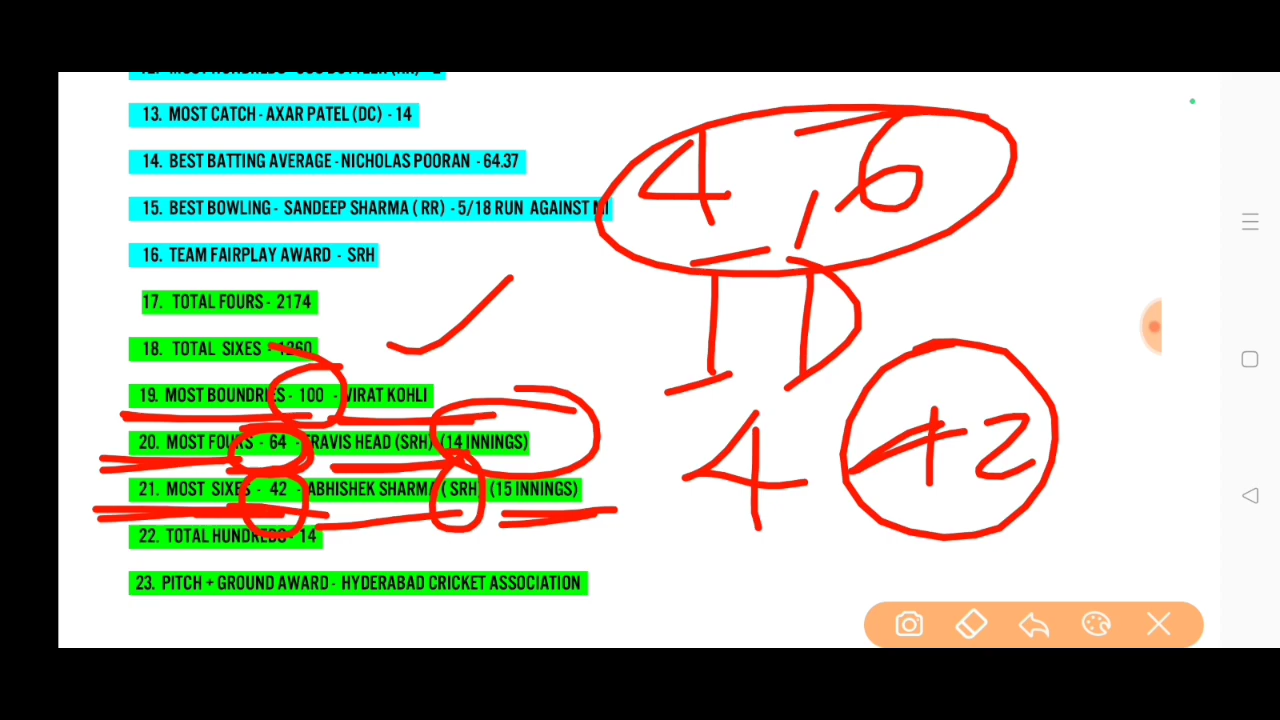 13. MOST CATCH - AXAR PATEL (DC) - 14
14. BEST BATTING AVERAGE - NICHOLAS POORAN - 64.37
15. BEST BOWLING - SANDEEP SHARMA ( RR) - 5/18 RUN AGAINST MI
16. TEAM FAIRPLAY AWARD - SRH
17. TOTAL FOURS - 2174
18. TOTAL SIXES - 1260
19. MOST BOUNDRIES - 100 - VIRAT KOHLI
20. MOST FOURS - 64 - TRAVIS HEAD (SRH) (14 INNINGS)
21. MOST SIXES - 42 - ABHISHEK SHARMA ( SRH) (15 INNINGS)
22. TOTAL HUNDREDS - 14
23. PITCH + GROUND AWARD - HYDERABAD CRICKET ASSOCIATION
4, 6
4 42